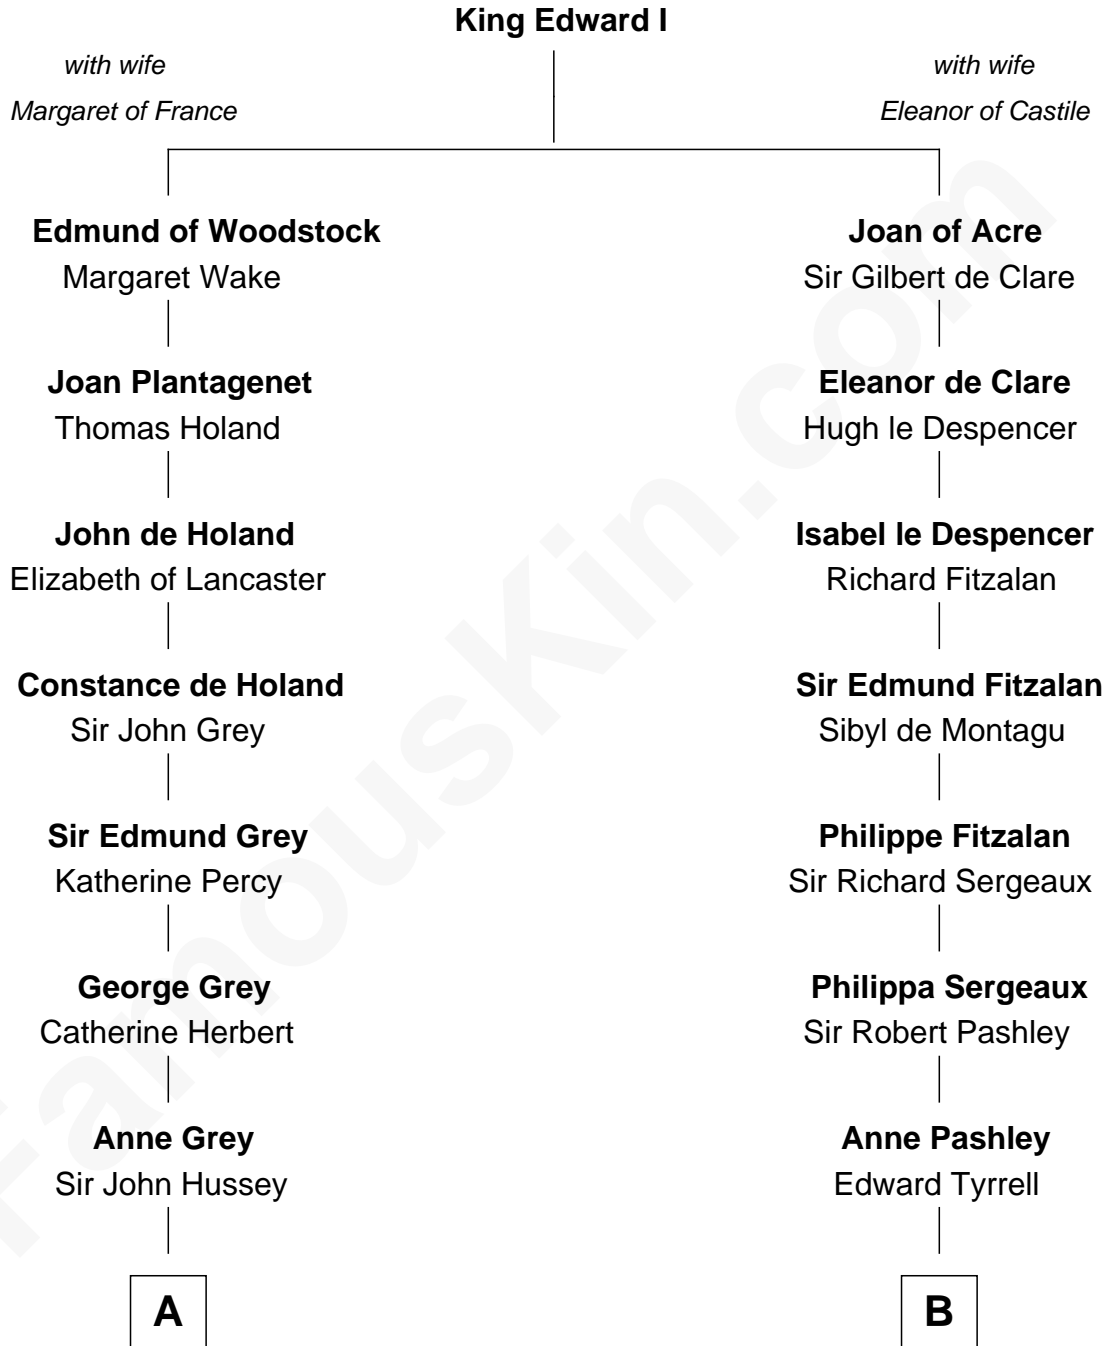 King Edward I
with wife
Margaret of France
with wife
Eleanor of Castile
Edmund of Woodstock
Margaret Wake
Joan of Acre
Sir Gilbert de Clare
Joan Plantagenet
Thomas Holand
Eleanor de Clare
Hugh le Despencer
John de Holand
Elizabeth of Lancaster
Isabel le Despencer
Richard Fitzalan
Constance de Holand
Sir John Grey
Sir Edmund Fitzalan
Sibyl de Montagu
Sir Edmund Grey
Katherine Percy
Philippe Fitzalan
Sir Richard Sergeaux
George Grey
Catherine Herbert
Philippa Sergeaux
Sir Robert Pashley
Anne Grey
Sir John Hussey
Anne Pashley
Edward Tyrrell
A
B
FamousKin.com